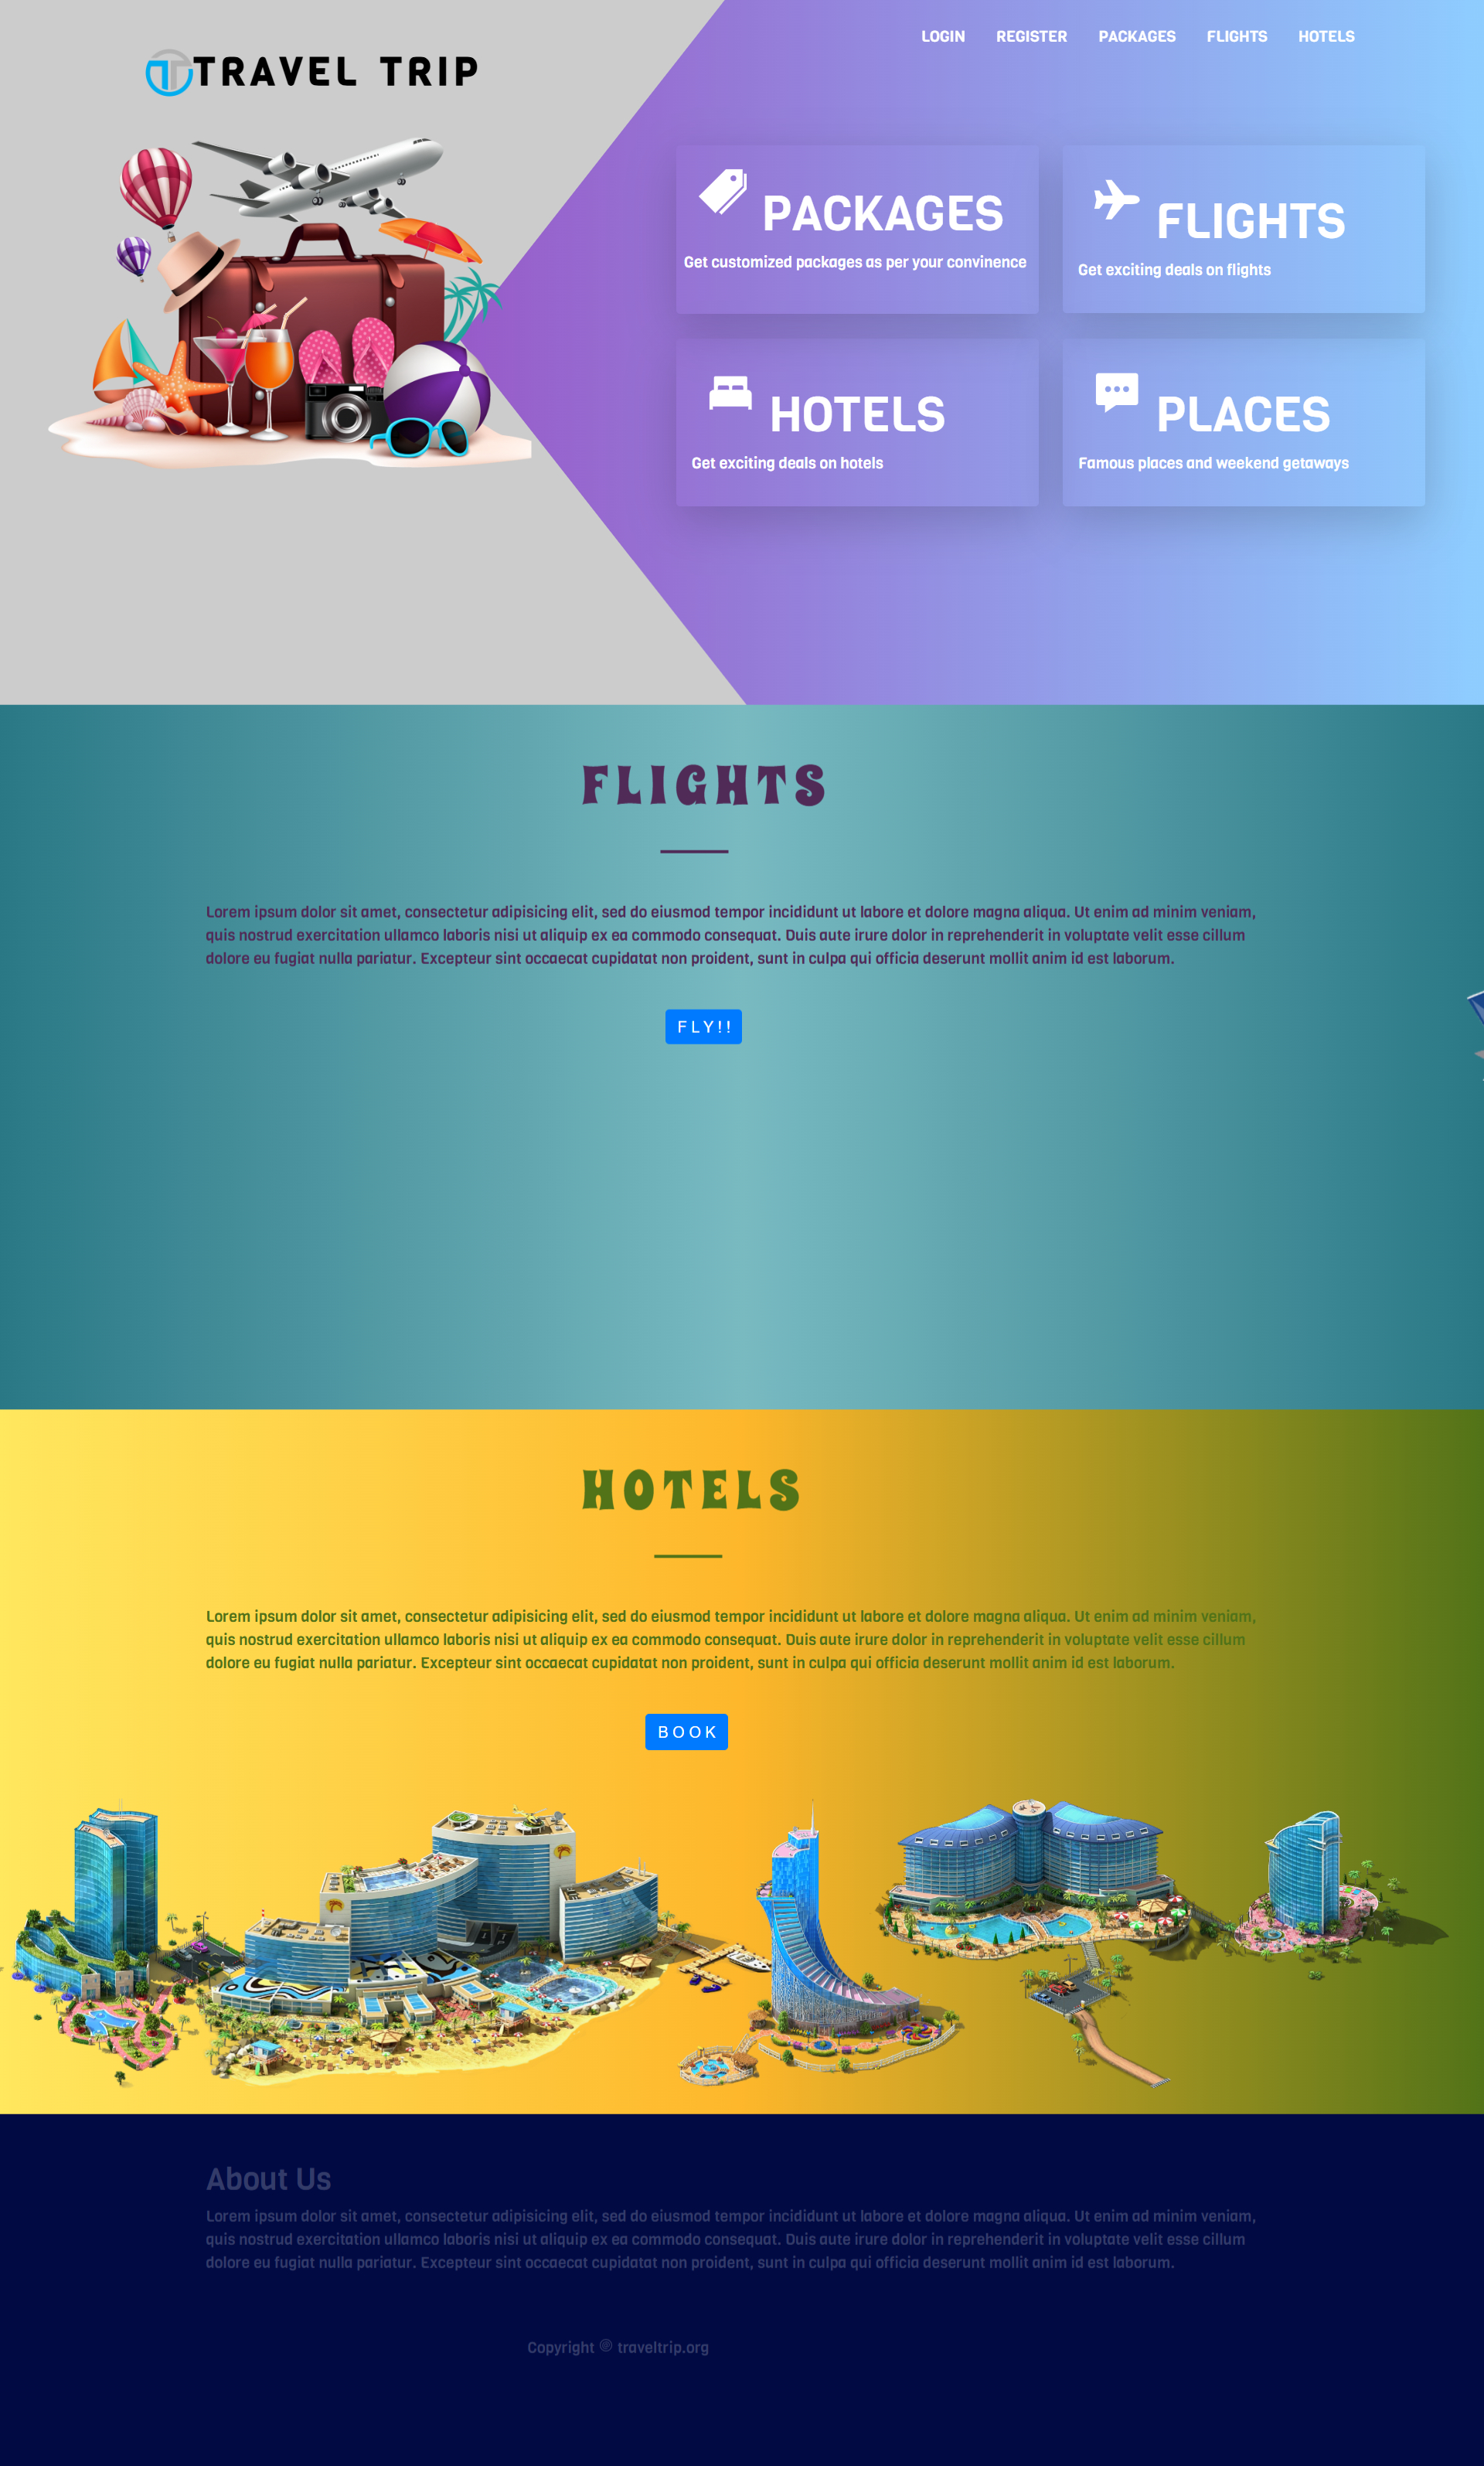 LOGIN REGISTER PACKAGES FLIGHTS HOTELS
TRAVEL TRIP
PACKAGES
Get customized packages as per your convinence
FLIGHTS
Get exciting deals on flights
HOTELS
Get exciting deals on hotels
PLACES
Famous places and weekend getaways
FLIGHTS
Lorem ipsum dolor sit amet, consectetur adipisicing elit, sed do eiusmod tempor incididunt ut labore et dolore magna aliqua. Ut enim ad minim veniam,
quis nostrud exercitation ullamco laboris nisi ut aliquip ex ea commodo consequat. Duis aute irure dolor in reprehenderit in voluptate velit esse cillum
dolore eu fugiat nulla pariatur. Excepteur sint occaecat cupidatat non proident, sunt in culpa qui officia deserunt mollit anim id est laborum.
FLY!!
HOTELS
Lorem ipsum dolor sit amet, consectetur adipisicing elit, sed do eiusmod tempor incididunt ut labore et dolore magna aliqua. Ut enim ad minim veniam,
quis nostrud exercitation ullamco laboris nisi ut aliquip ex ea commodo consequat. Duis aute irure dolor in reprehenderit in voluptate velit esse cillum
dolore eu fugiat nulla pariatur. Excepteur sint occaecat cupidatat non proident, sunt in culpa qui officia deserunt mollit anim id est laborum.
BOOK
About Us
Lorem ipsum dolor sit amet, consectetur adipisicing elit, sed do eiusmod tempor incididunt ut labore et dolore magna aliqua. Ut enim ad minim veniam,
quis nostrud exercitation ullamco laboris nisi ut aliquip ex ea commodo consequat. Duis aute irure dolor in reprehenderit in voluptate velit esse cillum
dolore eu fugiat nulla pariatur. Excepteur sint occaecat cupidatat non proident, sunt in culpa qui officia deserunt mollit anim id est laborum.
Copyright @ traveltrip.org